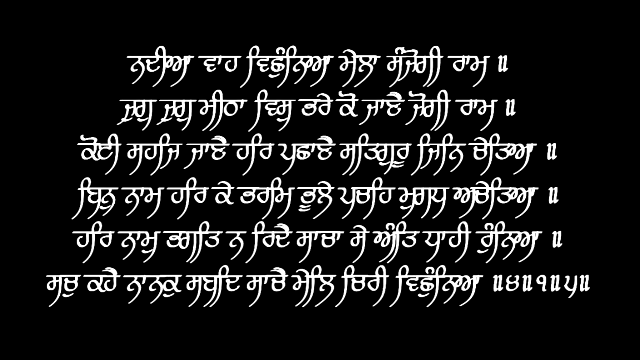 ਨਦੀਆ ਵਾਹ ਵਿਛੁੰਨਿਆ ਮੇਲਾ ਸੰਜੋਗੀ ਰਾਮ ॥
ਜੁਗੁ ਜੁਗੁ ਮੀਠਾ ਵਿਸੁ ਭਰੇ ਕੋ ਜਾਣੈ ਜੋਗੀ ਰਾਮ ॥
ਕੋਈ ਸਹਜਿ ਜਾਣੈ ਹਰਿ ਪਛਾਣੈ ਸਤਿਗੁਰੂ ਜਿਨਿ ਚੇਤਿਆ ॥
ਬਿਨੁ ਨਾਮ ਹਰਿ ਕੇ ਭਰਮਿ ਭੂਲੇ ਪਚਹਿ ਮੁਗਧ ਅਚੇਤਿਆ ॥
ਹਰਿ ਨਾਮੁ ਭਗਤਿ ਨ ਰਿਦੈ ਸਾਚਾ ਸੇ ਅੰਤਿ ਧਾਹੀ ਰੁੰਨਿਆ ॥
ਸਚੁ ਕਹੈ ਨਾਨਕੁ ਸਬਦਿ ਸਾਚੈ ਮੇਲਿ ਚਿਰੀ ਵਿਛੁੰਨਿਆ ॥੪॥੧॥੫॥